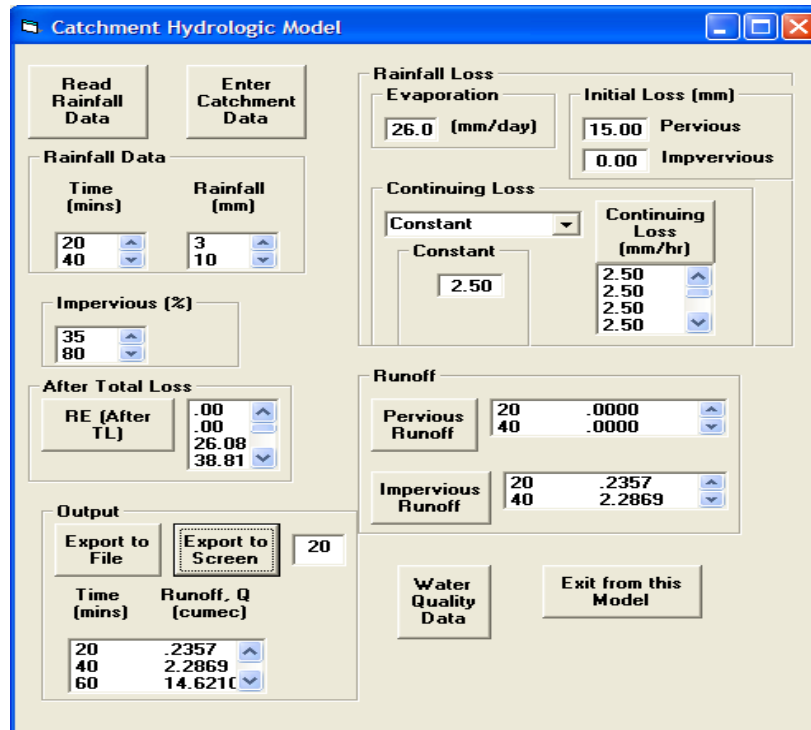 Catchment Hydrologic Model
Read
Rainfall
Data
Enter
Catchment
Data
Rainfall Data
Time
(mins)
Rainfall
(mm)
20
40
3
10
Impervious (%)
35
80
After Total Loss
RE (After
TL)
.00
.00
26.08
38.81
Output
Export to
File
Export to
Screen
20
Time
(mins)
Runoff, Q
(cumec)
20 .2357
40 2.2869
60 14.6210
Rainfall Loss
Evaporation
26.0 (mm/day)
Initial Loss (mm)
15.00 Pervious
0.00 Impvervious
Continuing Loss
Constant
Constant
2.50
Continuing
Loss
(mm/hr)
2.50
2.50
2.50
2.50
Runoff
Pervious
Runoff
20 .0000
40 .0000
Impervious
Runoff
20 .2357
40 2.2869
Water
Quality
Data
Exit from this
Model